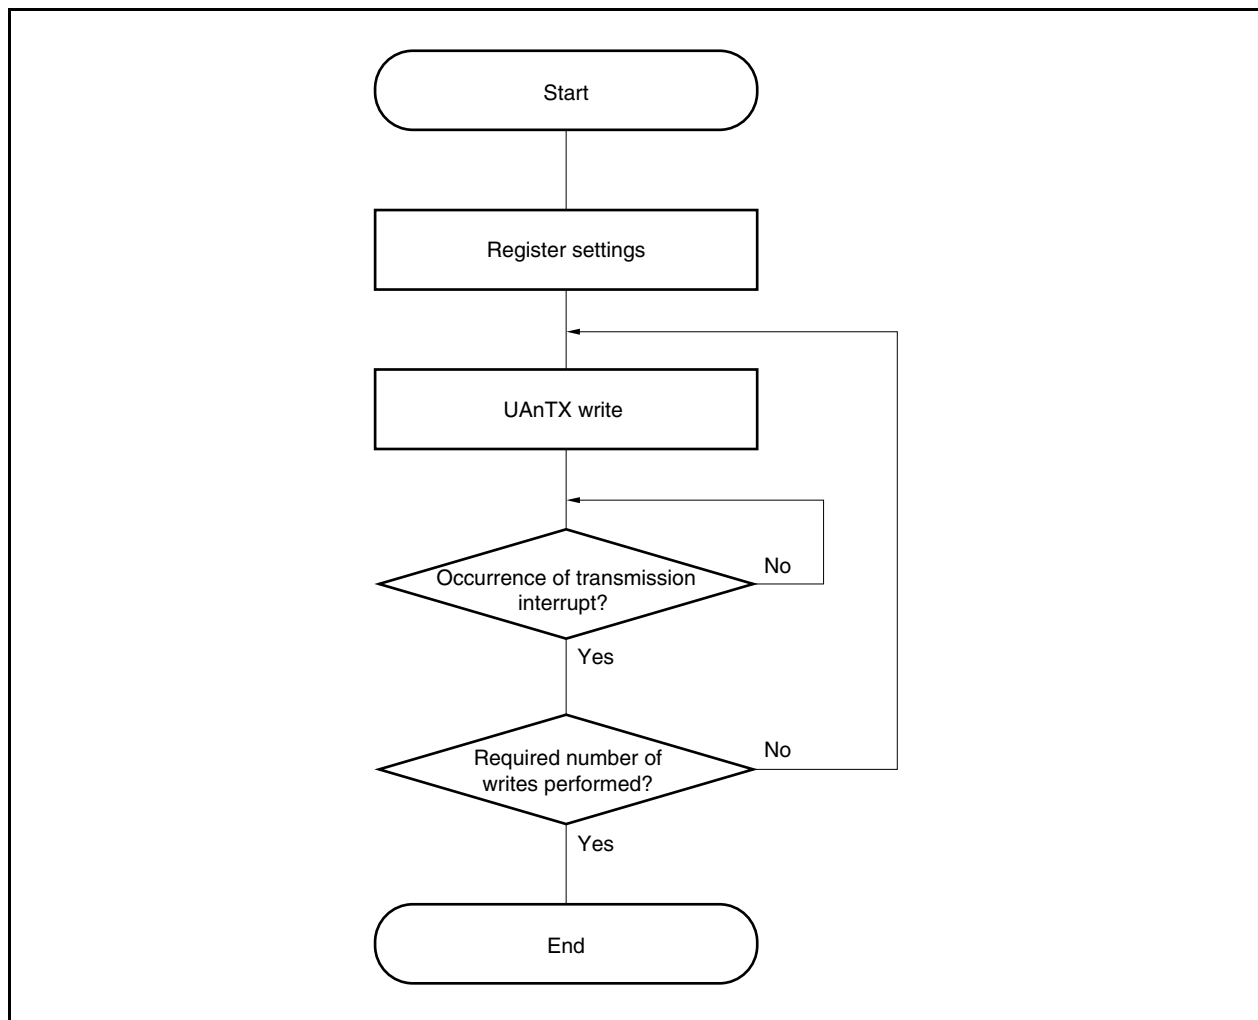 Start
Register settings
UAnTX write
No
Occurrence of transmission
interrupt?
Yes
No
Required number of
writes performed?
Yes
End